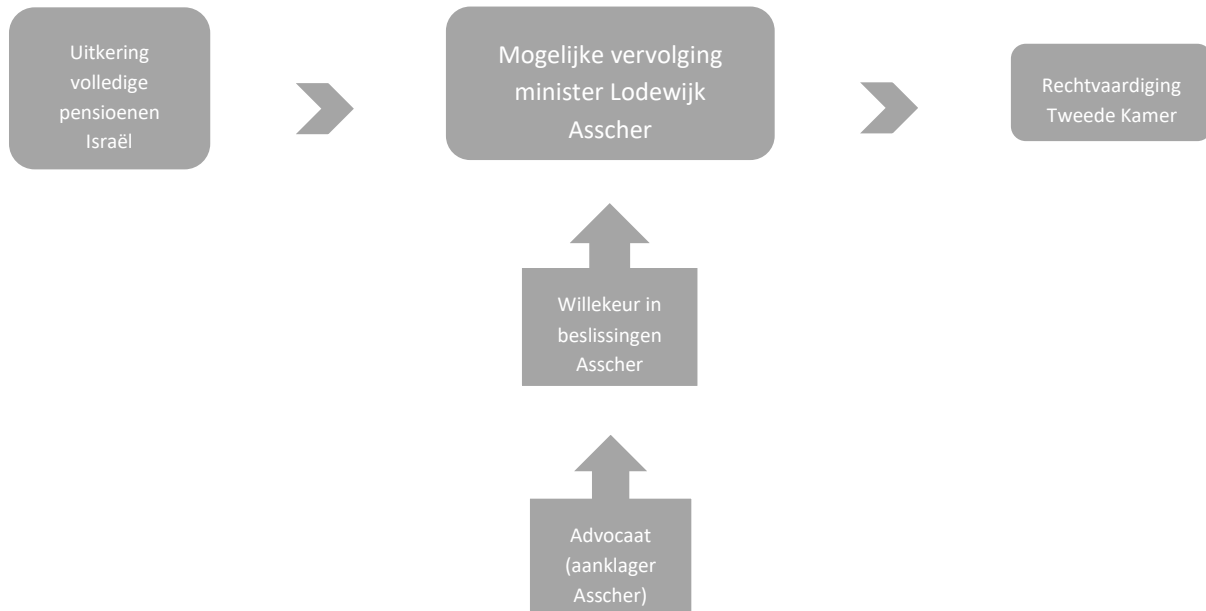 Uitkering
volledige
pensioenen
Israël
Mogelijke vervolging
minister Lodewijk
Asscher
Rechtvaardiging
Tweede Kamer
Willekeur in
beslissingen
Asscher
Advocaat
(aanklager
Asscher)